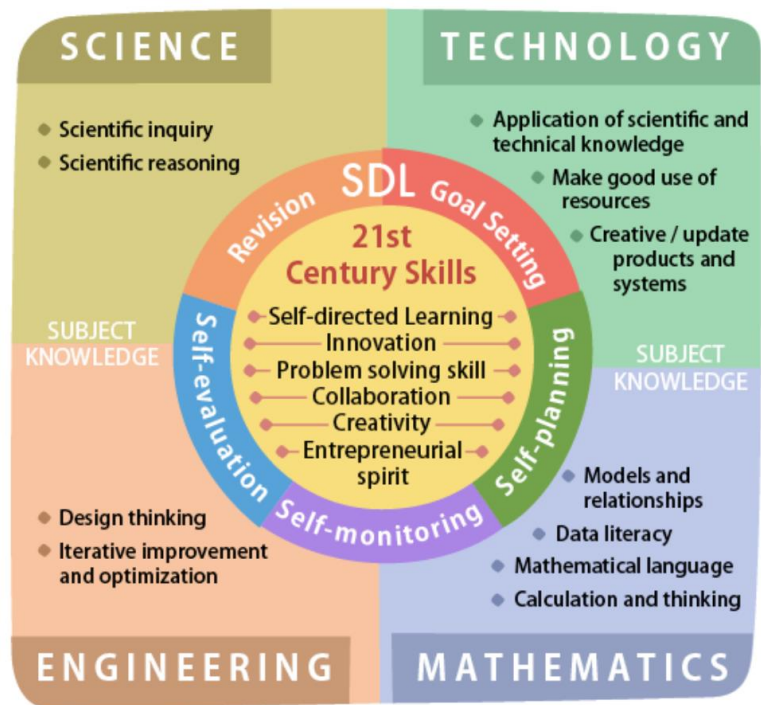 SCIENCE
Scientific inquiry
Scientific reasoning
TECHNOLOGY
Application of scientific and
technical knowledge
Make good use of
resources
Creative / update
products and
systems
SDL
Goal Setting
Self-planning
Self-monitoring
Self-evaluation
Revision
21st
Century Skills
Self-directed Learning
Innovation
Problem solving skill
Collaboration
Creativity
Entrepreneurial
spirit
SUBJECT
KNOWLEDGE
SUBJECT
KNOWLEDGE
Design thinking
Iterative improvement
and optimization
ENGINEERING
Models and
relationships
Data literacy
Mathematical language
Calculation and thinking
MATHEMATICS